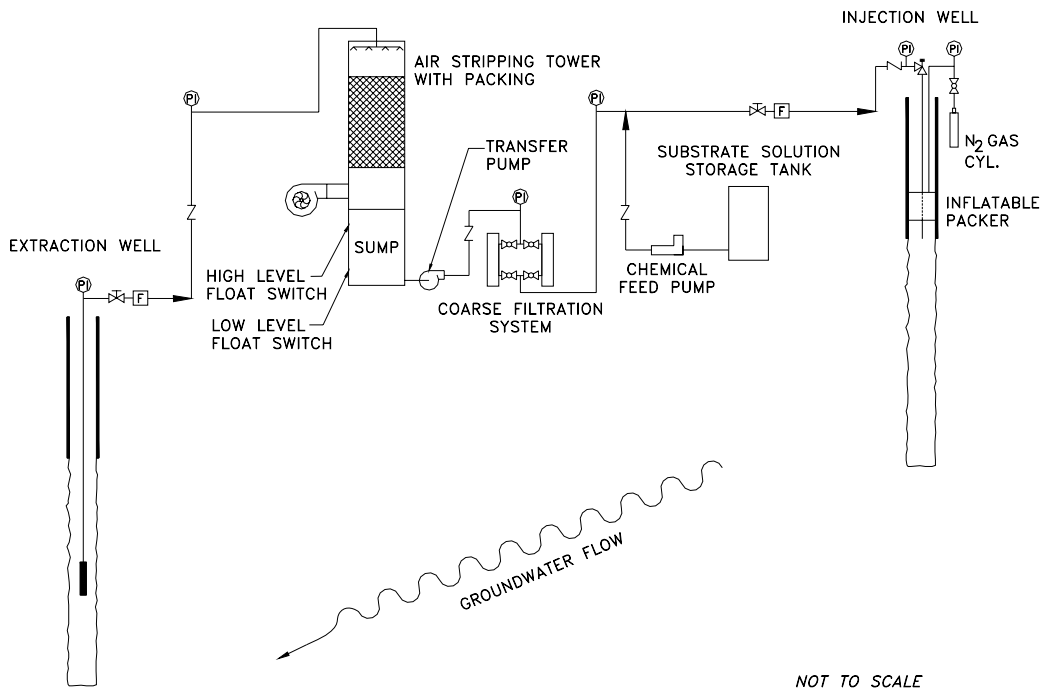 INJECTION WELL
PI
PI
AIR STRIPPING TOWER
WITH PACKING
PI
PI
F
N2 GAS
CYL.
TRANSFER
PUMP
SUBSTRATE SOLUTION
STORAGE TANK
PI
INFLATABLE
PACKER
EXTRACTION WELL
SUMP
CHEMICAL
FEED PUMP
HIGH LEVEL
FLOAT SWITCH
PI
F
COARSE FILTRATION
SYSTEM
LOW LEVEL
FLOAT SWITCH
GROUNDWATER FLOW
NOT TO SCALE